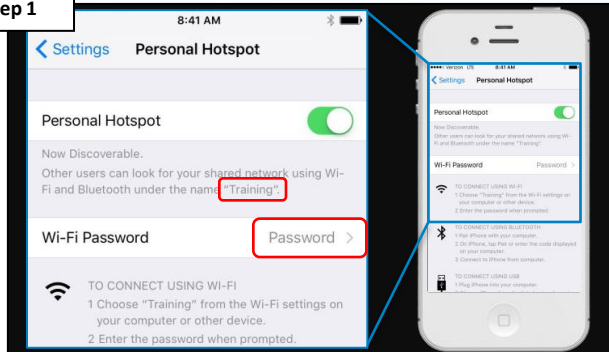 ep 1
8:41 AM
Settings Personal Hotspot
Personal Hotspot
Now Discoverable.
Other users can look for your shared network using Wi-
Fi and Bluetooth under the name “Training”.
Wi-Fi Password Password
TO CONNECT USING WI-FI
1 Choose “Training” from the Wi-Fi settings on
your computer or other device.
2 Enter the password when prompted.
Verizon LTE 8:41 AM
Settings Personal Hotspot
Personal Hotspot
Now Discoverable.
Other users can look for your shared network using Wi-
Fi and Bluetooth under the name “Training”.
Wi-Fi Password Password
TO CONNECT USING WI-FI
1 Choose “Training” from the Wi-Fi settings on
your computer or other device.
2 Enter the password when prompted.
TO CONNECT USING BLUETOOTH
1 Pair iPhone with your computer.
2 On iPhone, tap Pair or enter the code displayed
on your computer.
3 Connect to iPhone from computer.
TO CONNECT USING USB
1 Plug iPhone into your computer.